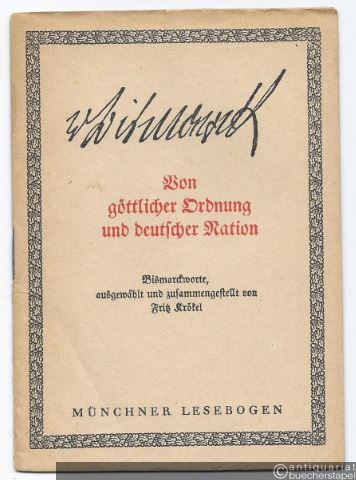 v Bismarck
Von
göttlicher Ordnung
und deutscher Nation
Bismarckworte,
ausgewählt und zusammengestellt von
Fritz Krökel
MÜNCHNER LESEBOGEN
antiquariat
buecherstapel